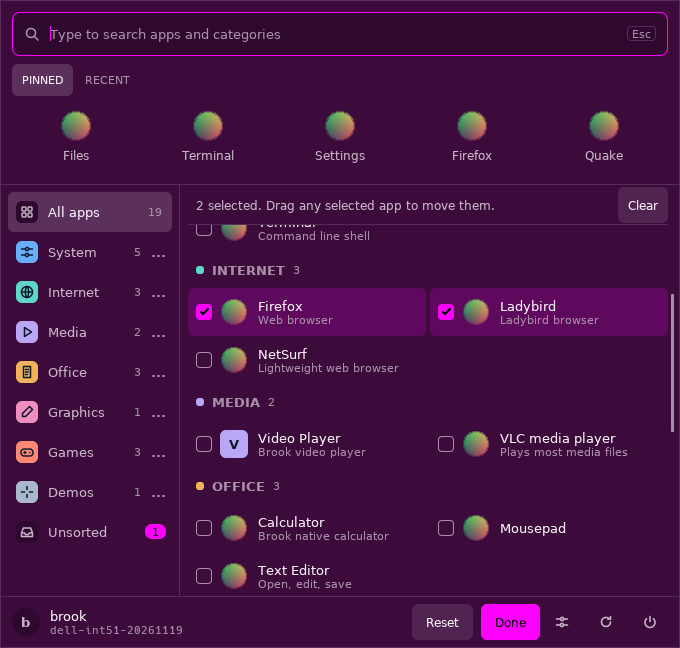 Type to search apps and categories
Esc
PINNED RECENT
Files Terminal Settings Firefox Quake
All apps 19
System 5 ...
Internet 3 ...
Media 2 ...
Office 3 ...
Graphics 1 ...
Games 3 ...
Demos 1 ...
Unsorted 1
2 selected. Drag any selected app to move them.
Clear
Terminal
Command line shell
INTERNET 3
Firefox
Web browser
Ladybird
Ladybird browser
NetSurf
Lightweight web browser
MEDIA 2
V
Video Player
Brook video player
VLC media player
Plays most media files
OFFICE 3
Calculator
Brook native calculator
Mousepad
Text Editor
Open, edit, save
b
brook
dell-int51-20261119
Reset
Done